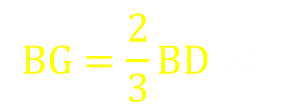 BG = 2/3 BD